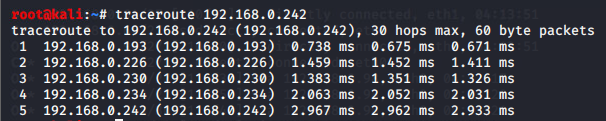 root@kali:~# traceroute 192.168.0.242
traceroute to 192.168.0.242 (192.168.0.242), 30 hops max, 60 byte packets
1 192.168.0.193 (192.168.0.193) 0.738 ms 0.675 ms 0.671 ms
2 192.168.0.226 (192.168.0.226) 1.459 ms 1.452 ms 1.411 ms
3 192.168.0.230 (192.168.0.230) 1.383 ms 1.351 ms 1.326 ms
4 192.168.0.234 (192.168.0.234) 2.063 ms 2.052 ms 2.031 ms
5 192.168.0.242 (192.168.0.242) 2.967 ms 2.962 ms 2.933 ms